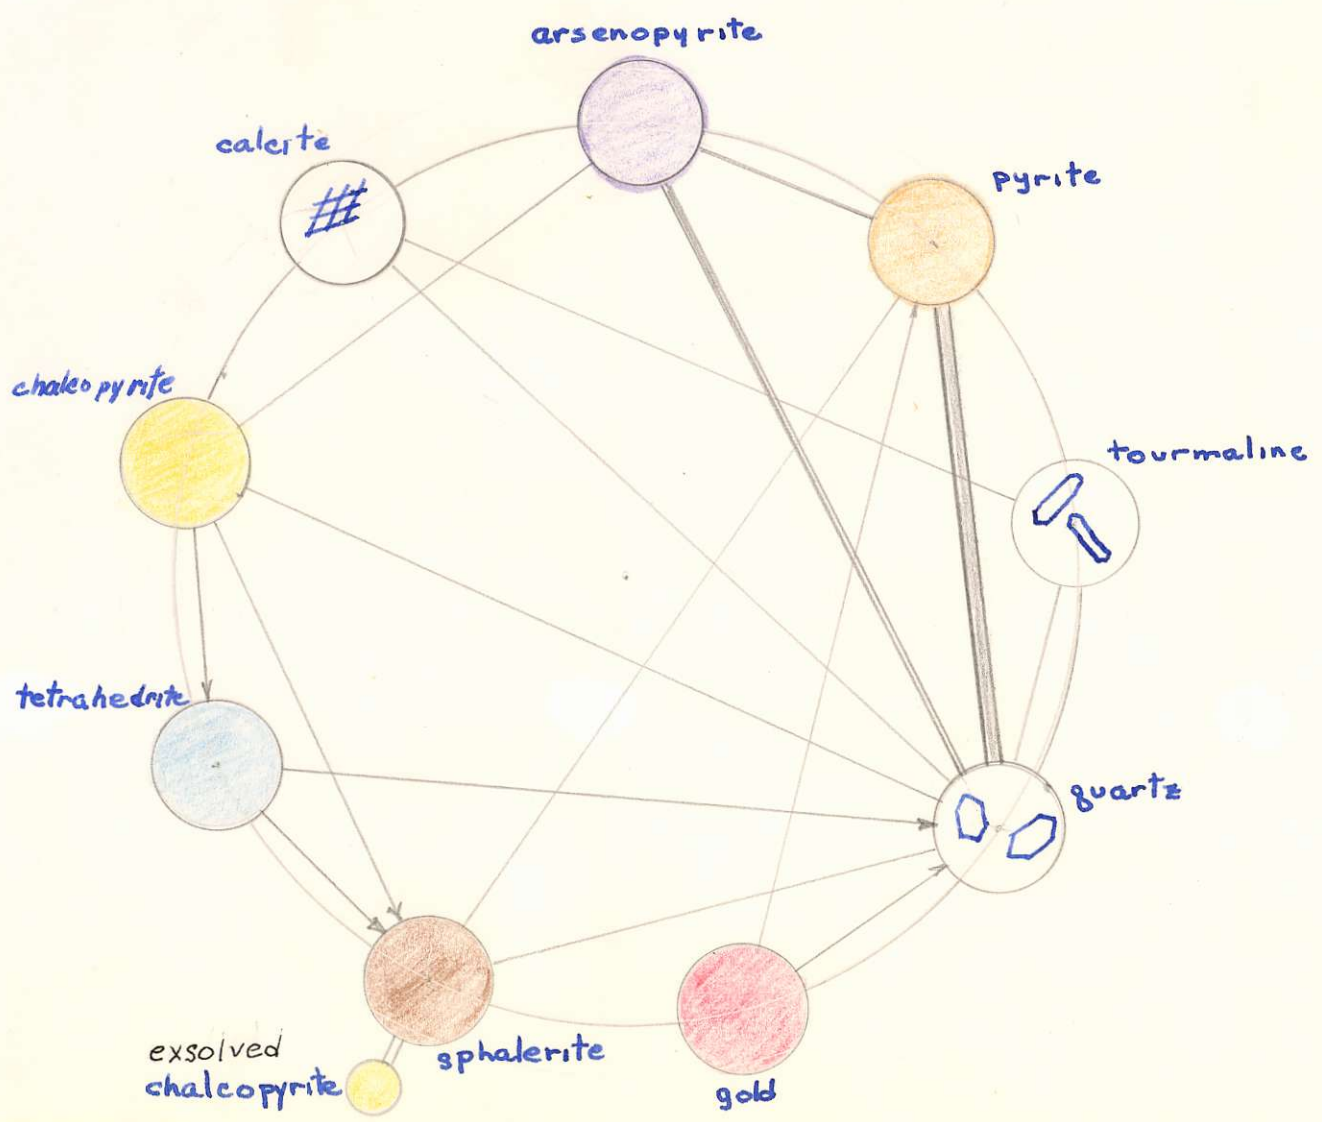 arsenopyrite
calcite
pyrite
chalcopyrite
tourmaline
tetrahedrite
quartz
exsolved
chalcopyrite
sphalerite
gold